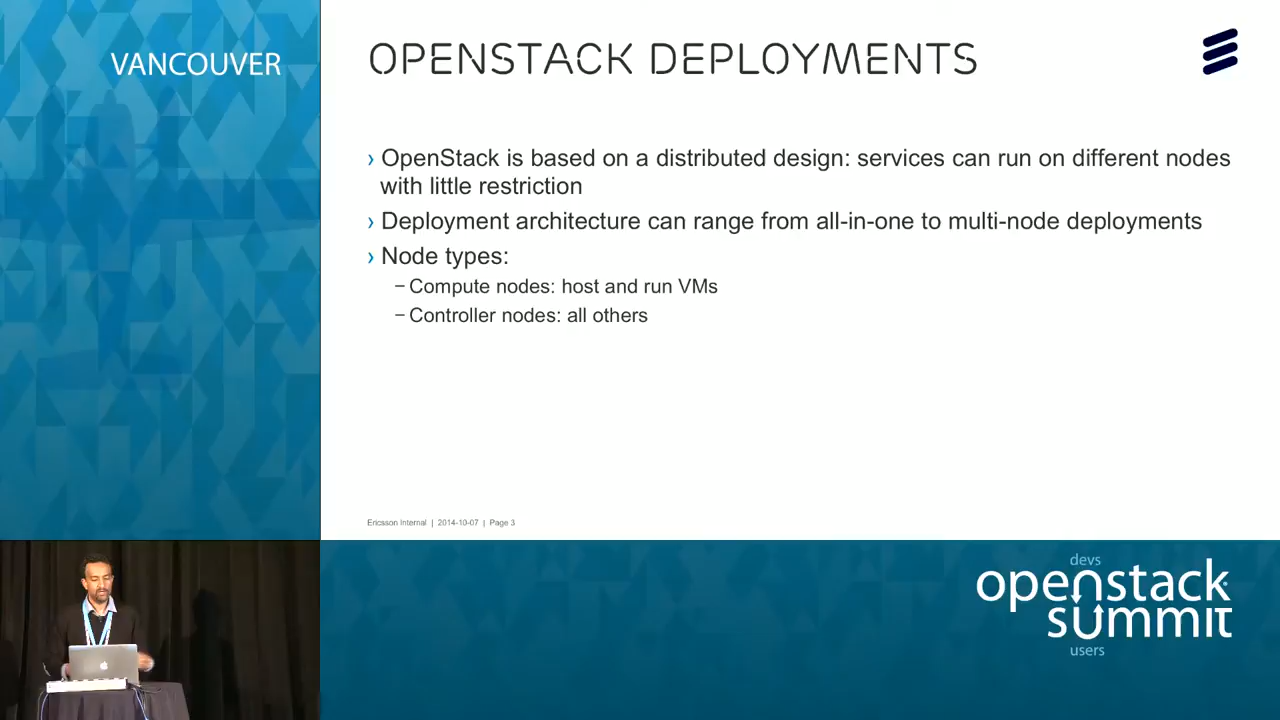 VANCOUVER
OPENSTACK DEPLOYMENTS
› OpenStack is based on a distributed design: services can run on different nodes
with little restriction
› Deployment architecture can range from all-in-one to multi-node deployments
› Node types:
– Compute nodes: host and run VMs
– Controller nodes: all others
Ericsson Internal | 2014-10-07 | Page 3
devs
openstack
summit
users